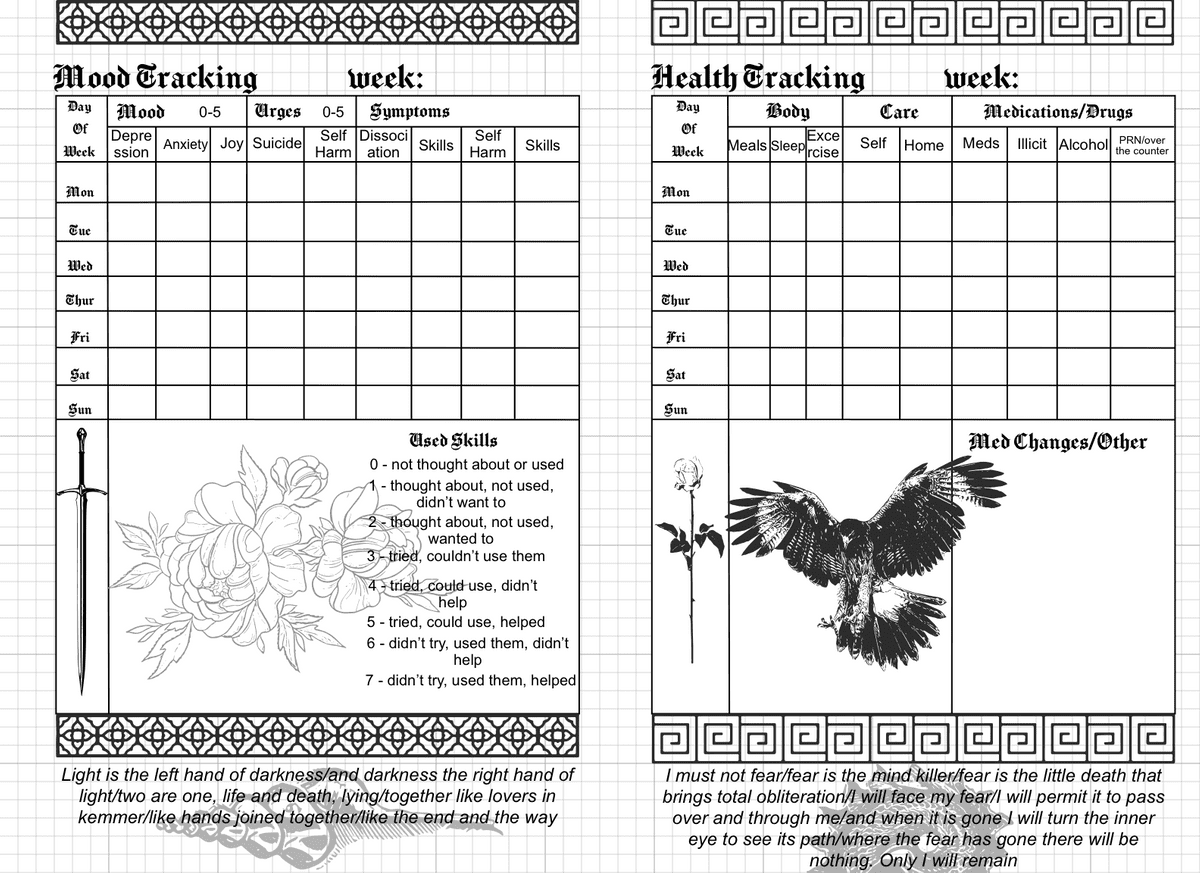 Mood Tracking week:
Day Of Week
Mood 0-5 Urges 0-5 Symptoms
Depre ssion Anxiety Joy Suicide Self Harm Dissoci ation Skills Self Harm Skills
Mon
Tue
Wed
Thur
Fri
Sat
Sun
Used Skills
0 - not thought about or used
1 - thought about, not used,
didn't want to
2 - thought about, not used,
wanted to
3 - tried, couldn't use them
4 - tried, could use, didn't
help
5 - tried, could use, helped
6 - didn't try, used them, didn't
help
7 - didn't try, used them, helped
Light is the left hand of darkness/and darkness the right hand of
light/two are one, life and death, lying/together like lovers in
kemmer/like hands joined together/like the end and the way
Health Tracking week:
Day Of Week
Body Care Medications/Drugs
Meals Sleep Exce rcise Self Home Meds Illicit Alcohol PRN/over the counter
Mon
Tue
Wed
Thur
Fri
Sat
Sun
Med Changes/Other
I must not fear/fear is the mind killer/fear is the little death that
brings total obliteration/I will face my fear/I will permit it to pass
over and through me/and when it is gone I will turn the inner
eye to see its path/where the fear has gone there will be
nothing. Only I will remain